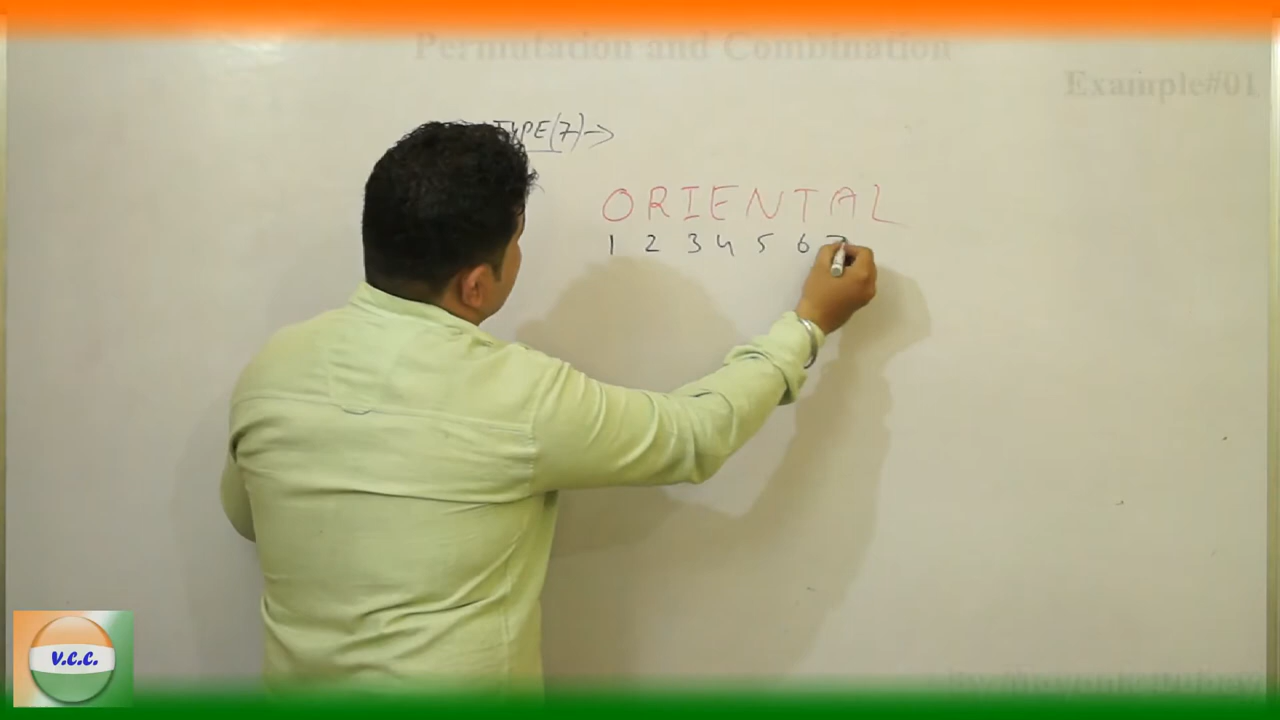 Permutation and Combination
Example#01
TYPE(7)->
ORIENTAL
1 2 3 4 5 6 7
V.C.C.